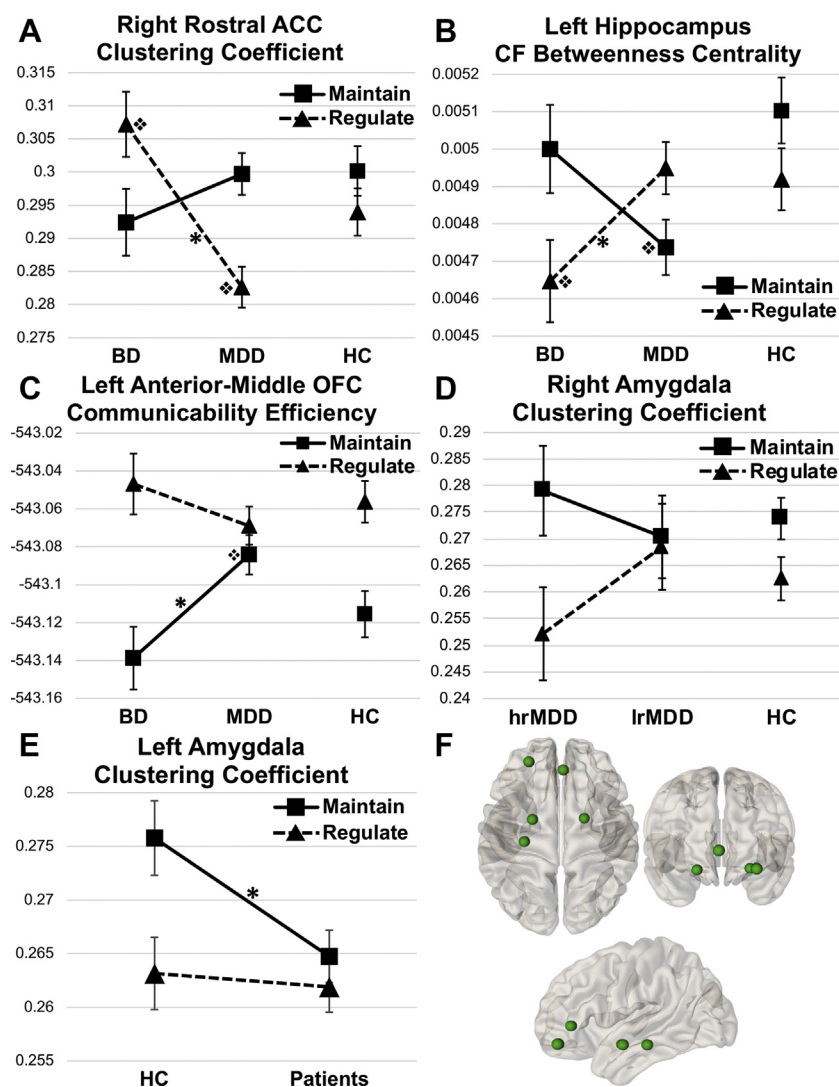 A
Right Rostral ACC
Clustering Coefficient
0.315
0.31
0.305
0.3
0.295
0.29
0.285
0.28
0.275
Maintain
Regulate
*
BD MDD HC
B
Left Hippocampus
CF Betweenness Centrality
0.0052
0.0051
0.005
0.0049
0.0048
0.0047
0.0046
0.0045
*
Maintain
Regulate
BD MDD HC
C
Left Anterior-Middle OFC
Communicability Efficiency
-543.02
-543.04
-543.06
-543.08
-543.1
-543.12
-543.14
-543.16
Maintain
Regulate
*
BD MDD HC
D
Right Amygdala
Clustering Coefficient
0.29
0.285
0.28
0.275
0.27
0.265
0.26
0.255
0.25
0.245
0.24
Maintain
Regulate
hrMDD lrMDD HC
E
Left Amygdala
Clustering Coefficient
0.28
0.275
0.27
0.265
0.26
0.255
Maintain
Regulate
*
HC Patients
F